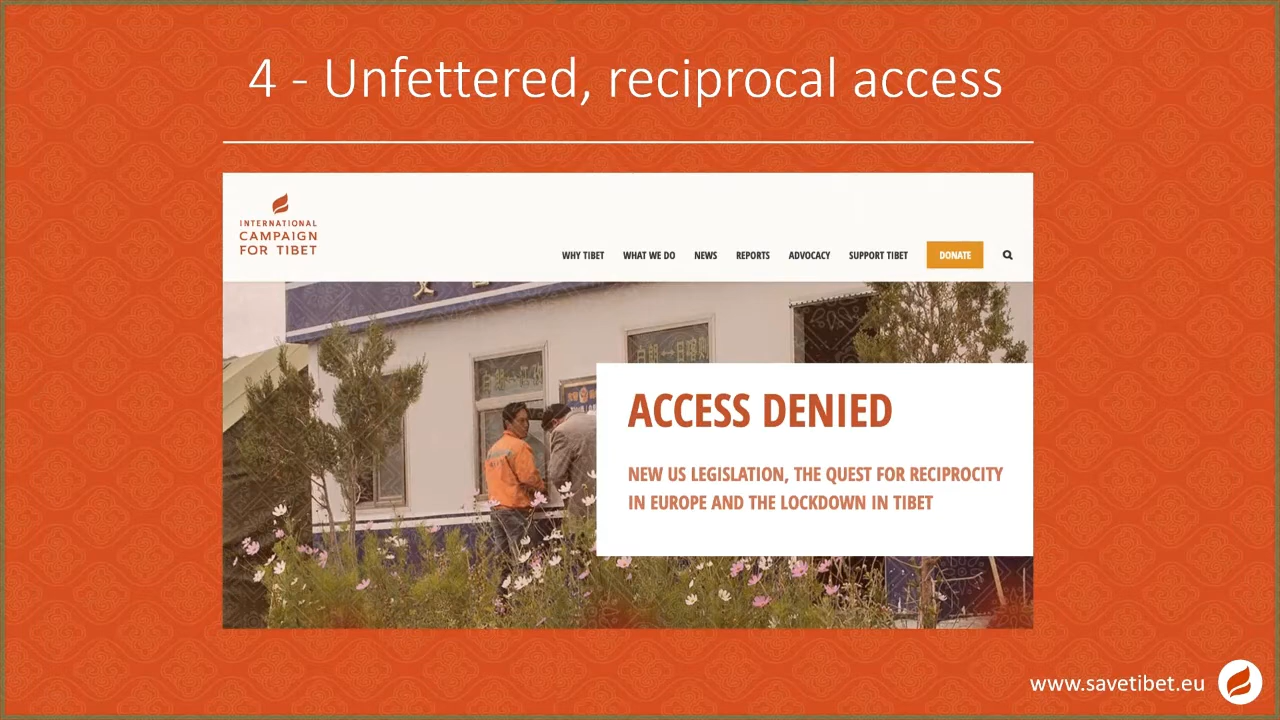 4 - Unfettered, reciprocal access
INTERNATIONAL
CAMPAIGN
FOR TIBET
WHY TIBET WHAT WE DO NEWS REPORTS ADVOCACY SUPPORT TIBET DONATE
ACCESS DENIED
NEW US LEGISLATION, THE QUEST FOR RECIPROCITY
IN EUROPE AND THE LOCKDOWN IN TIBET
www.savetibet.eu